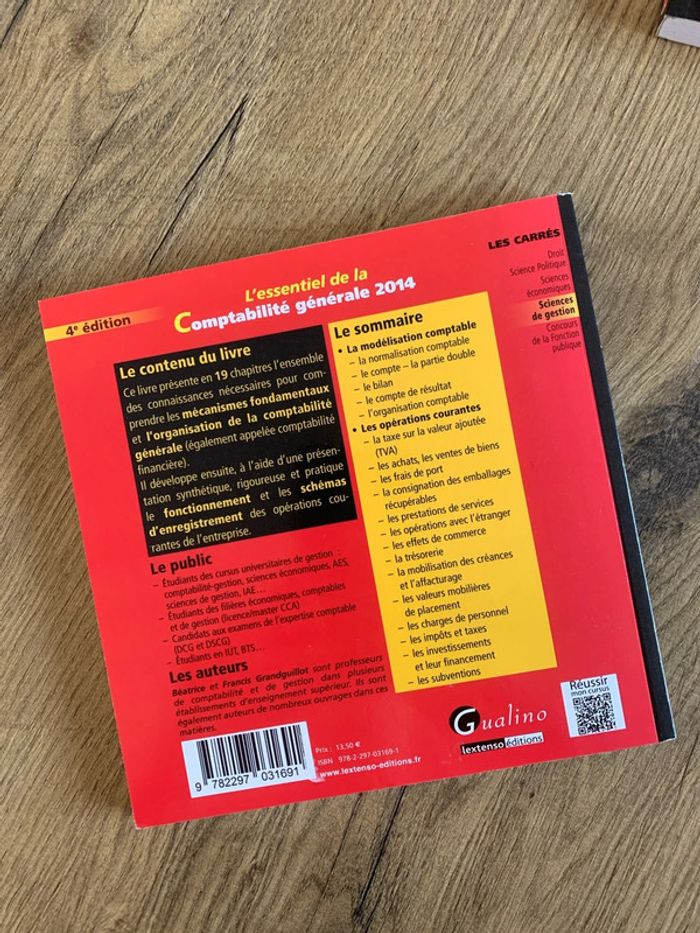 LES CARRÉS
Droit
Science Politique
Sciences
économiques
Sciences
de gestion
Concours
de la Fonction
publique
4e édition
L'essentiel de la
Comptabilité générale 2014
Le contenu du livre
Ce livre présente en 19 chapitres l'ensemble
des connaissances nécessaires pour com-
prendre les mécanismes fondamentaux
et l'organisation de la comptabilité
générale (également appelée comptabilité
financière).
Il développe ensuite, à l'aide d'une présen-
tation synthétique, rigoureuse et pratique
le fonctionnement et les schémas
d'enregistrement des opérations cou-
rantes de l'entreprise.
Le public
– Étudiants des cursus universitaires de gestion :
comptabilité-gestion, sciences économiques, AES,
sciences de gestion, IAE...
– Étudiants des filières économiques, comptables
et de gestion (licence/master CCA)
– Candidats aux examens de l'expertise comptable
(DCG et DSCG)
– Étudiants en IUT, BTS...
Les auteurs
Béatrice et Francis Grandguillot sont professeurs
de comptabilité et de gestion dans plusieurs
établissements d'enseignement supérieur. Ils sont
également auteurs de nombreux ouvrages dans ces
matières.
Le sommaire
• La modélisation comptable
– la normalisation comptable
– le compte – la partie double
– le bilan
– le compte de résultat
– l'organisation comptable
• Les opérations courantes
– la taxe sur la valeur ajoutée
(TVA)
– les achats, les ventes de biens
– les frais de port
– la consignation des emballages
récupérables
– les prestations de services
– les opérations avec l'étranger
– les effets de commerce
– la trésorerie
– la mobilisation des créances
et l'affacturage
– les valeurs mobilières
de placement
– les charges de personnel
– les impôts et taxes
– les investissements
et leur financement
– les subventions
9 782297 031691
Prix : 13,50 €
ISBN 978-2-297-03169-1
www.lextenso-editions.fr
Gualino
lextenso éditions
Réussir
mon cursus